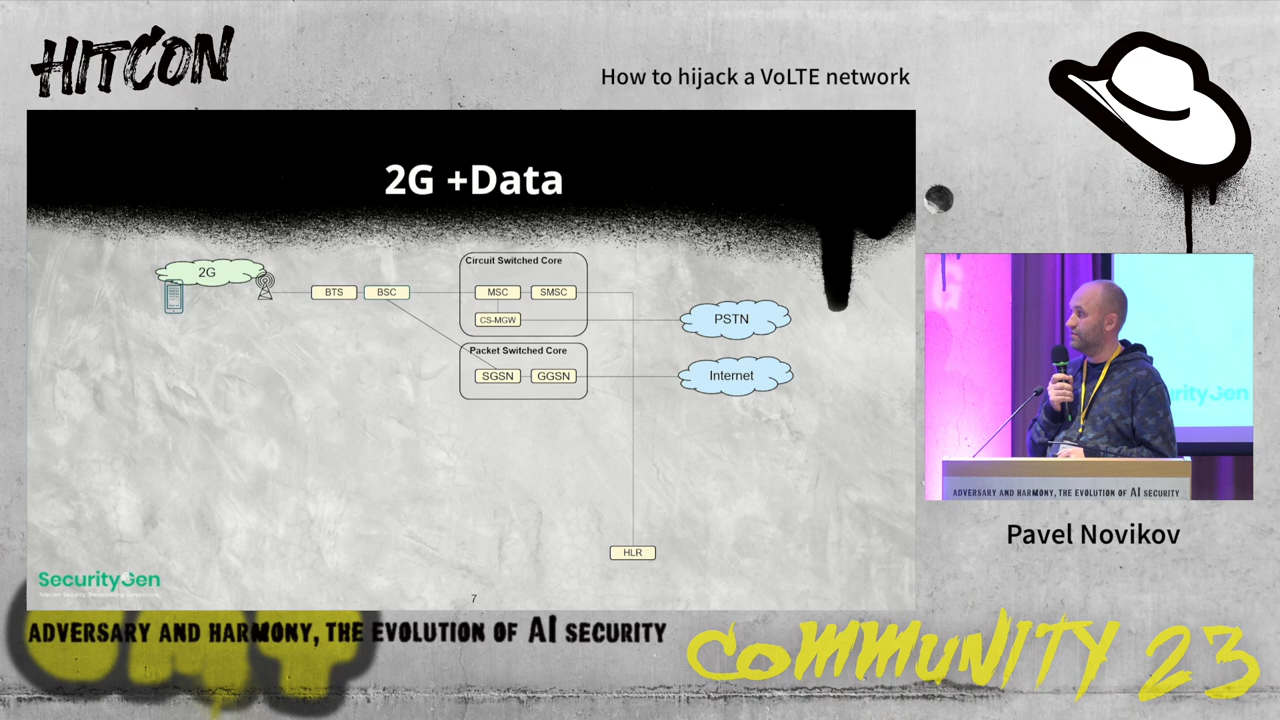 HITCON
How to hijack a VoLTE network
2G +Data
2G
BTS
BSC
Circuit Switched Core
MSC
SMSC
CS-MGW
PSTN
Packet Switched Core
SGSN
GGSN
Internet
HLR
SecurityGen
7
rityGen
ADVERSARY AND HARMONY, THE EVOLUTION OF AI SECURITY
Pavel Novikov
ADVERSARY AND HARMONY, THE EVOLUTION OF AI SECURITY
COMMUNITY 23